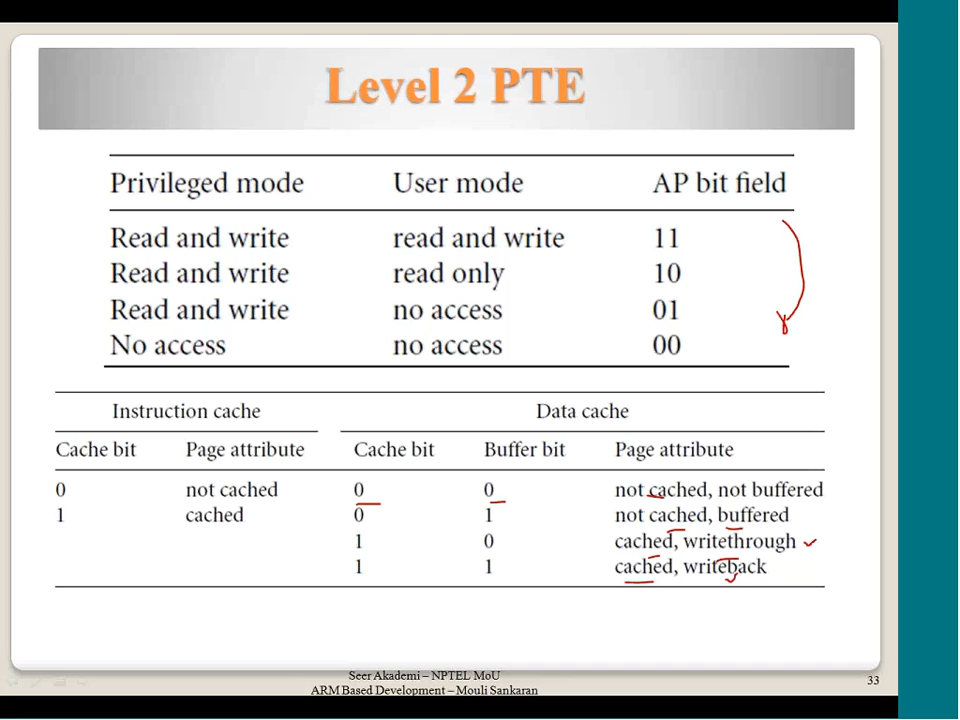 Level 2 PTE
Privileged mode User mode AP bit field
Read and write read and write 11
Read and write read only 10
Read and write no access 01
No access no access 00
Instruction cache Data cache
Cache bit Page attribute Cache bit Buffer bit Page attribute
0 not cached 0 0 not cached, not buffered
1 cached 0 1 not cached, buffered
1 0 cached, writethrough
1 1 cached, writeback
Seer Akademi – NPTEL MoU
ARM Based Development – Mouli Sankaran
33